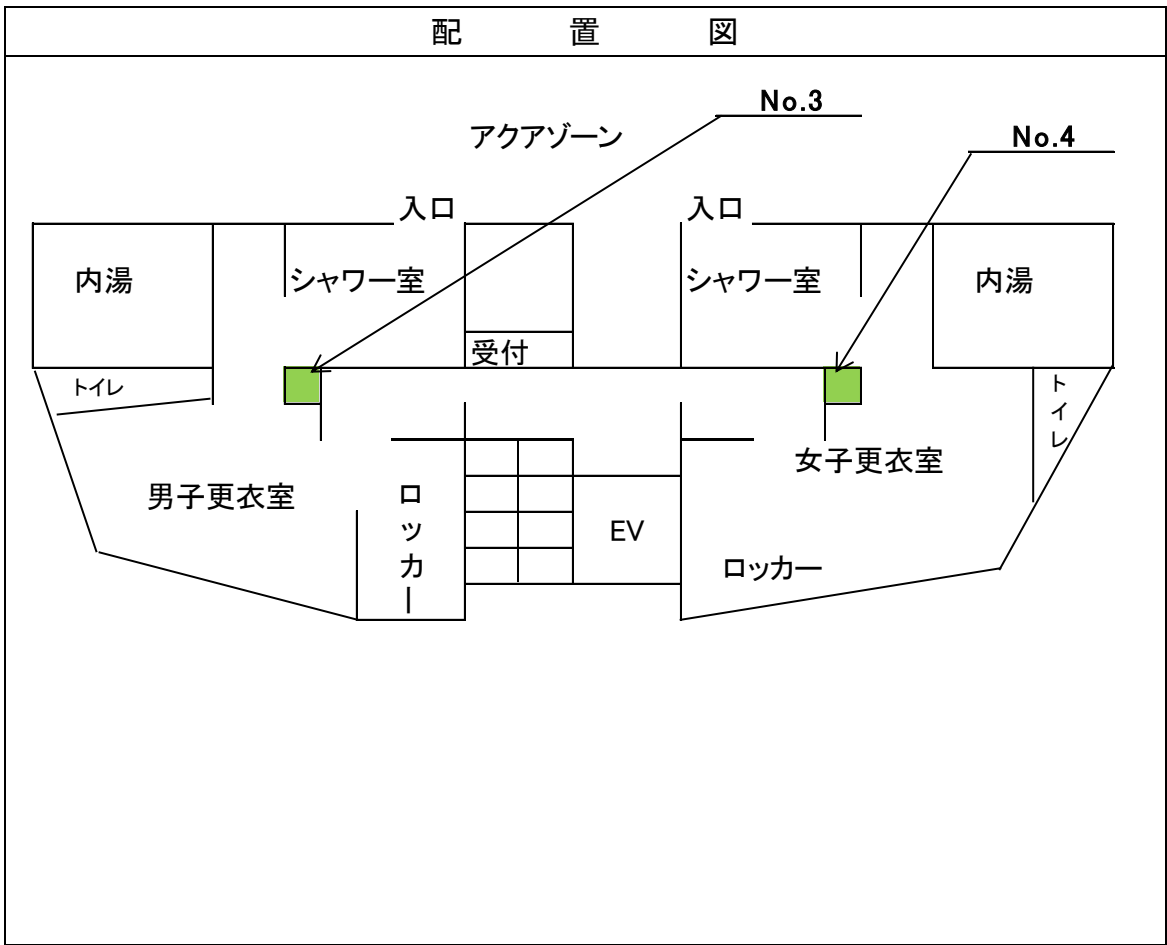 配置図
No.3
アクアゾーン
No.4
入口
入口
内湯
シャワー室
シャワー室
内湯
受付
トイレ
トイレ
女子更衣室
男子更衣室
ロッカー
EV
ロッカー